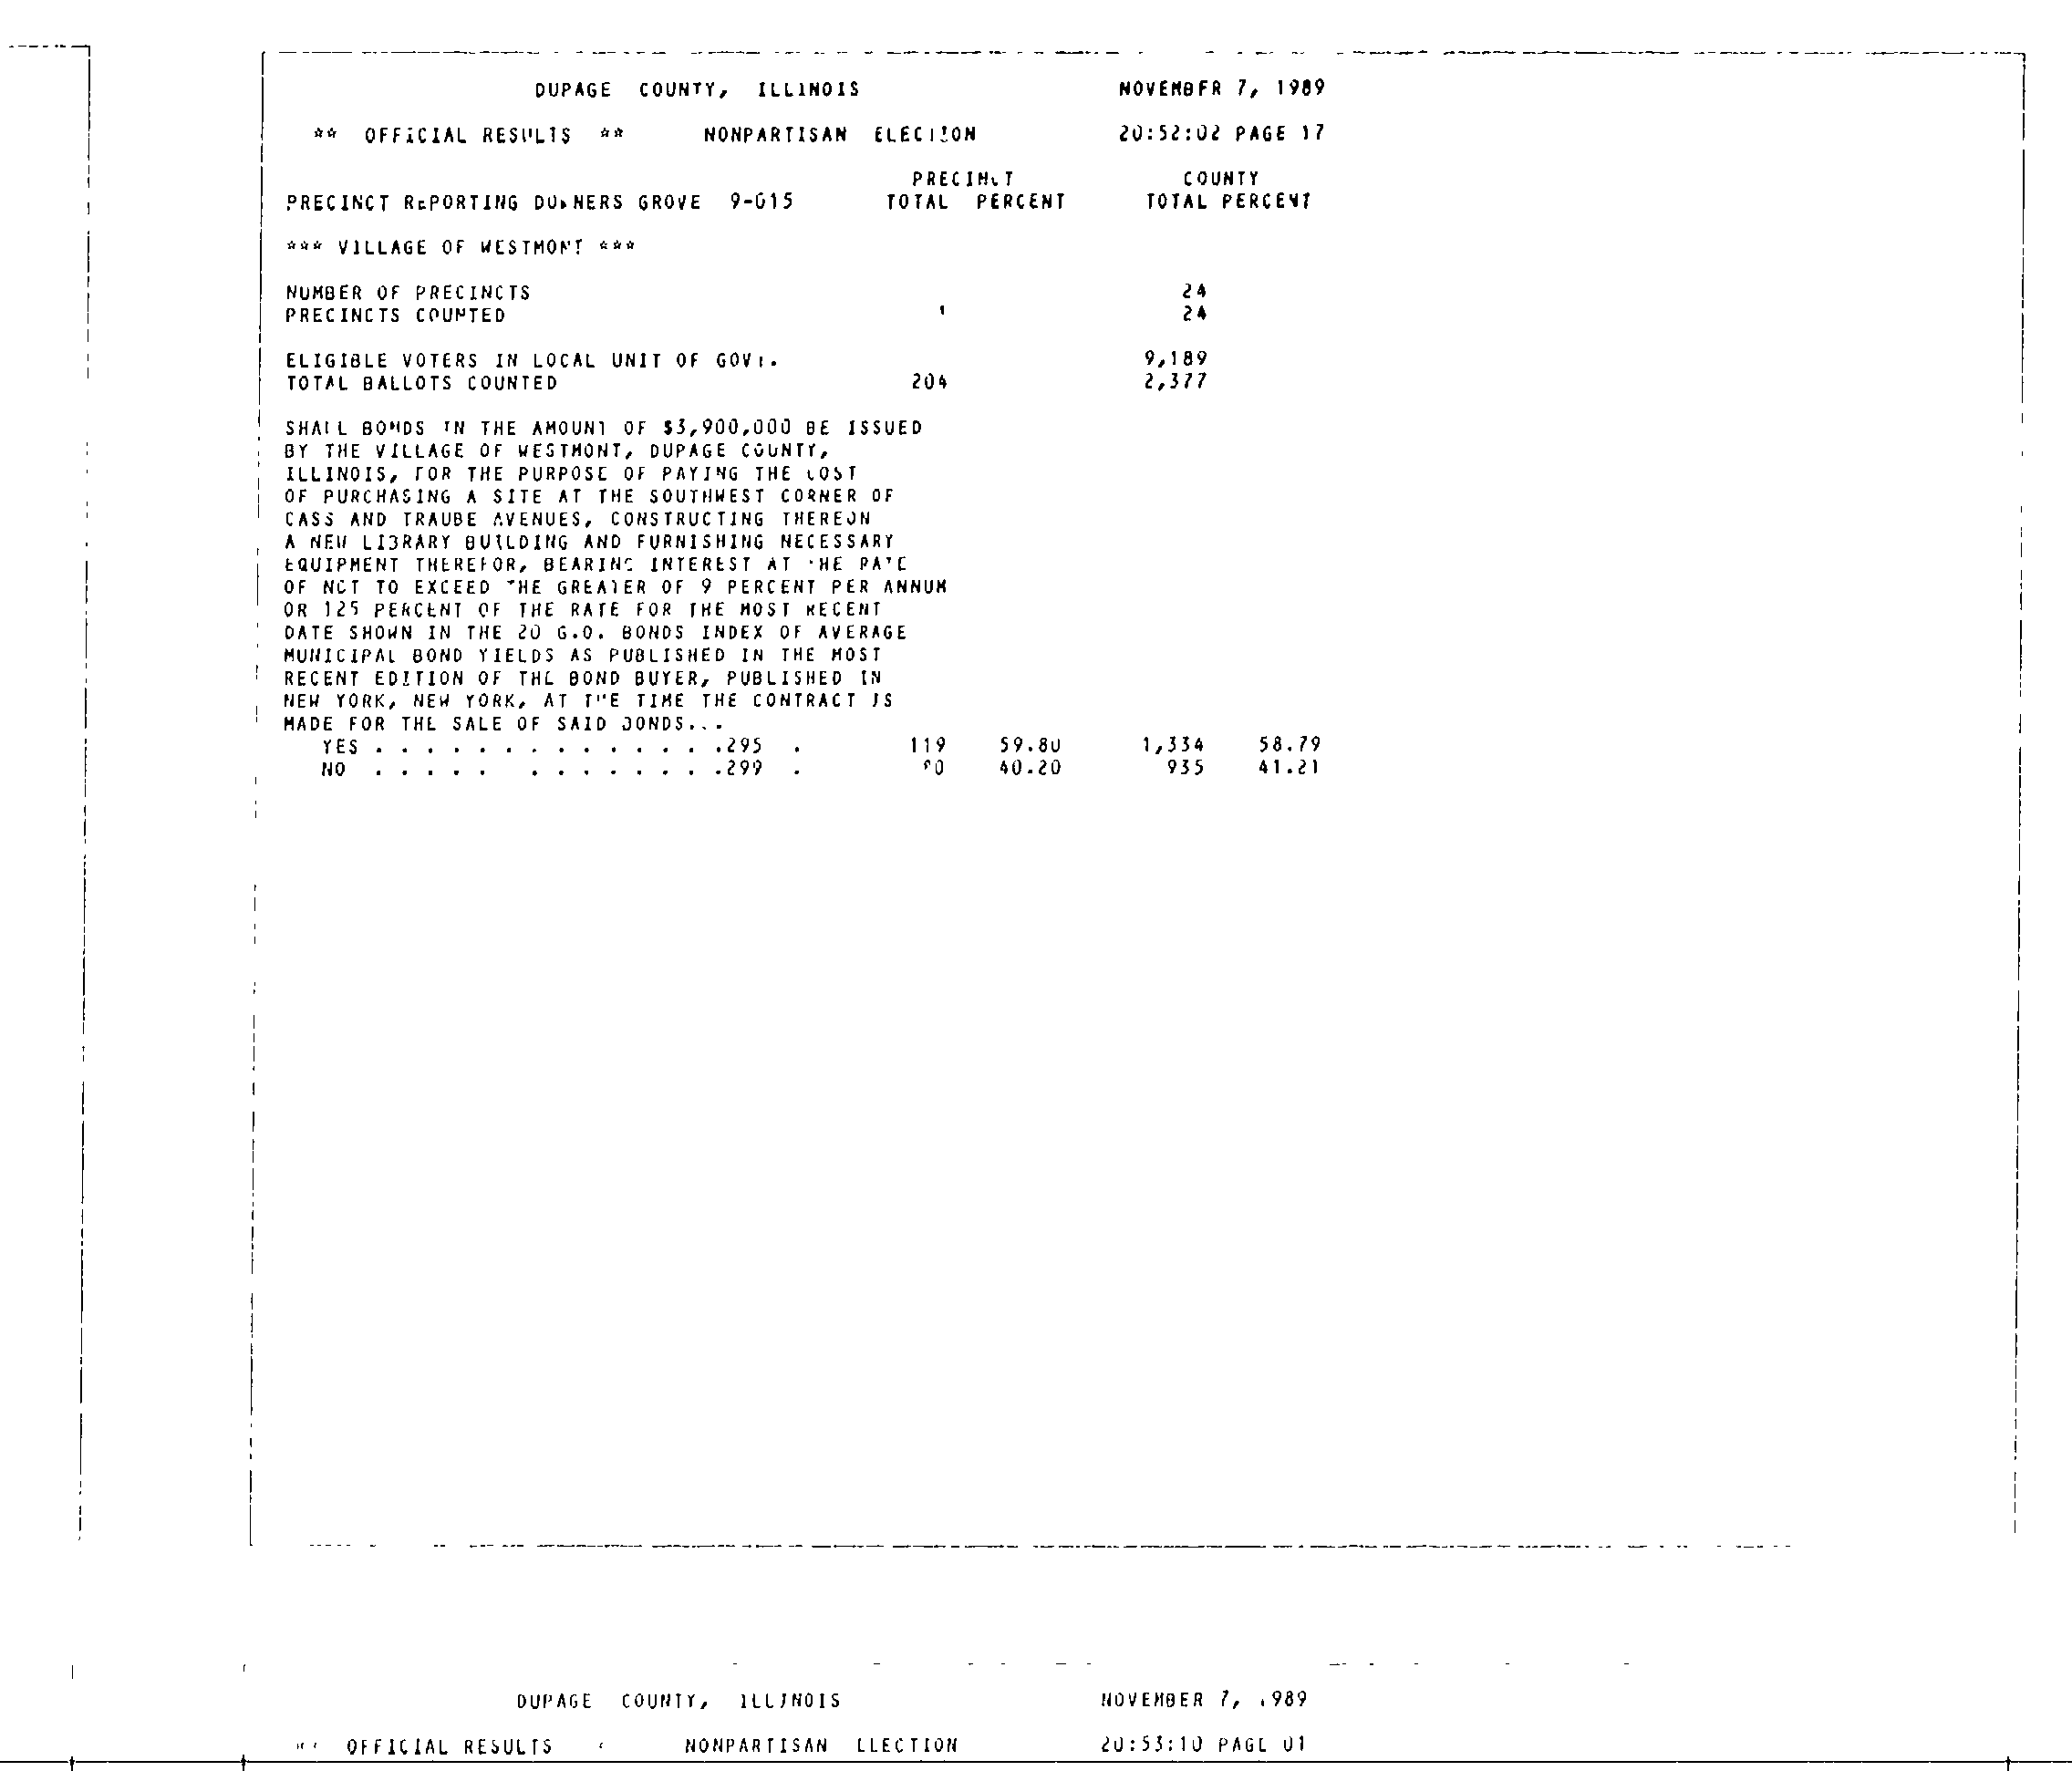 DUPAGE COUNTY, ILLINOIS NOVEMBER 7, 1989
** OFFICIAL RESULTS ** NONPARTISAN ELECTION 20:52:02 PAGE 17
PRECINCT COUNTY
PRECINCT REPORTING DOWNERS GROVE 9-015 TOTAL PERCENT TOTAL PERCENT
*** VILLAGE OF WESTMONT ***
NUMBER OF PRECINCTS 24
PRECINCTS COUNTED 1 24
ELIGIBLE VOTERS IN LOCAL UNIT OF GOVT. 9,189
TOTAL BALLOTS COUNTED 204 2,377
SHALL BONDS IN THE AMOUNT OF $3,900,000 BE ISSUED
BY THE VILLAGE OF WESTMONT, DUPAGE COUNTY,
ILLINOIS, FOR THE PURPOSE OF PAYING THE COST
OF PURCHASING A SITE AT THE SOUTHWEST CORNER OF
CASS AND TRAUBE AVENUES, CONSTRUCTING THEREON
A NEW LIBRARY BUILDING AND FURNISHING NECESSARY
EQUIPMENT THEREFOR, BEARING INTEREST AT THE RATE
OF NOT TO EXCEED THE GREATER OF 9 PERCENT PER ANNUM
OR 125 PERCENT OF THE RATE FOR THE MOST RECENT
DATE SHOWN IN THE 20 G.O. BONDS INDEX OF AVERAGE
MUNICIPAL BOND YIELDS AS PUBLISHED IN THE MOST
RECENT EDITION OF THE BOND BUYER, PUBLISHED IN
NEW YORK, NEW YORK, AT THE TIME THE CONTRACT IS
MADE FOR THE SALE OF SAID BONDS...
YES . . . . . . . . . . . . . .295 . 119 59.80 1,334 58.79
NO . . . . . . . . . . . . .299 . 80 40.20 935 41.21
DUPAGE COUNTY, ILLINOIS NOVEMBER 7, 1989
OFFICIAL RESULTS NONPARTISAN ELECTION 20:53:10 PAGE 01